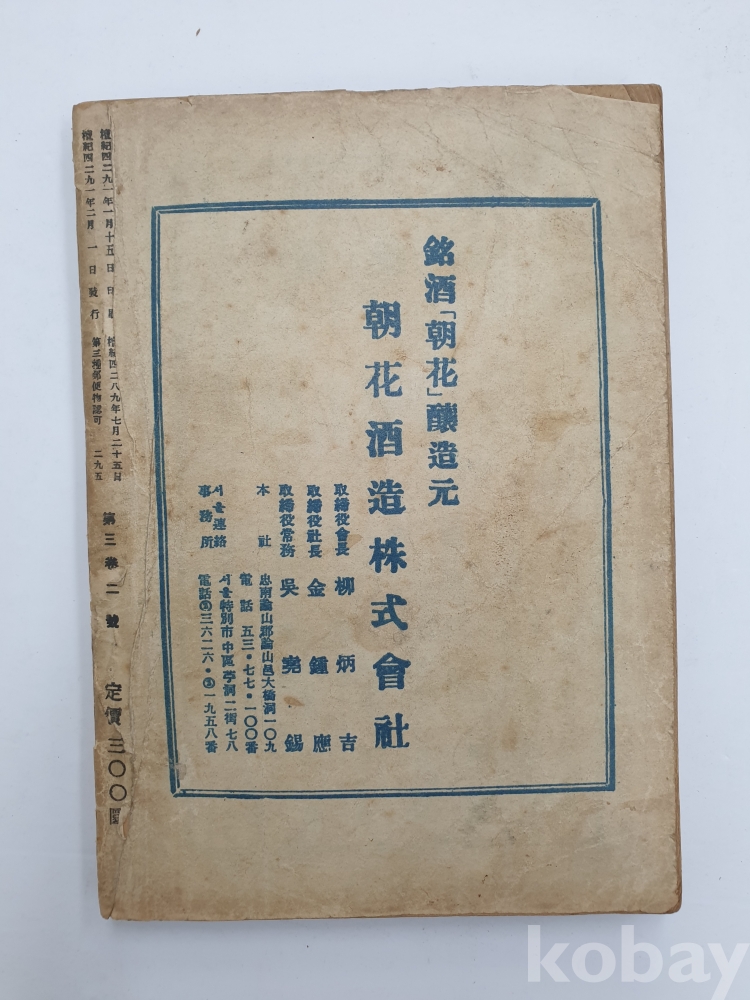 銘酒「朝花」釀造元
朝花酒造株式會社
取締役會長 柳炳吉
取締役社長 金鍾應
取締役常務 吳堯錫
本社 忠南論山郡論山邑大橋洞一〇九
電話 五三・七七・一〇〇番
서울連絡事務所 서울特別市中區苧洞二街七八
電話②三六二六・②一九五八番
檀紀四二八九年七月二十五日
第三種郵便物認可 二九五
檀紀四二九一年一月十五日 印
檀紀四二九一年二月一日發行
第三卷二號
定價 三〇〇圜
kobay